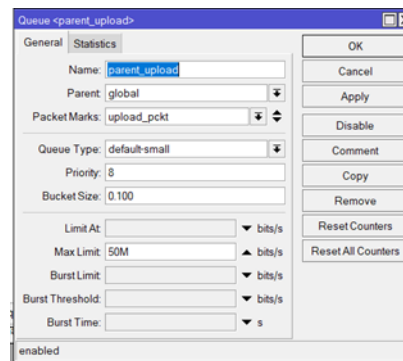 Queue <parent_upload>
General Statistics
Name: parent_upload
Parent: global
Packet Marks: upload_pckt
Queue Type: default-small
Priority: 8
Bucket Size: 0.100
Limit At: bits/s
Max Limit: 50M bits/s
Burst Limit: bits/s
Burst Threshold: bits/s
Burst Time: s
enabled
OK
Cancel
Apply
Disable
Comment
Copy
Remove
Reset Counters
Reset All Counters